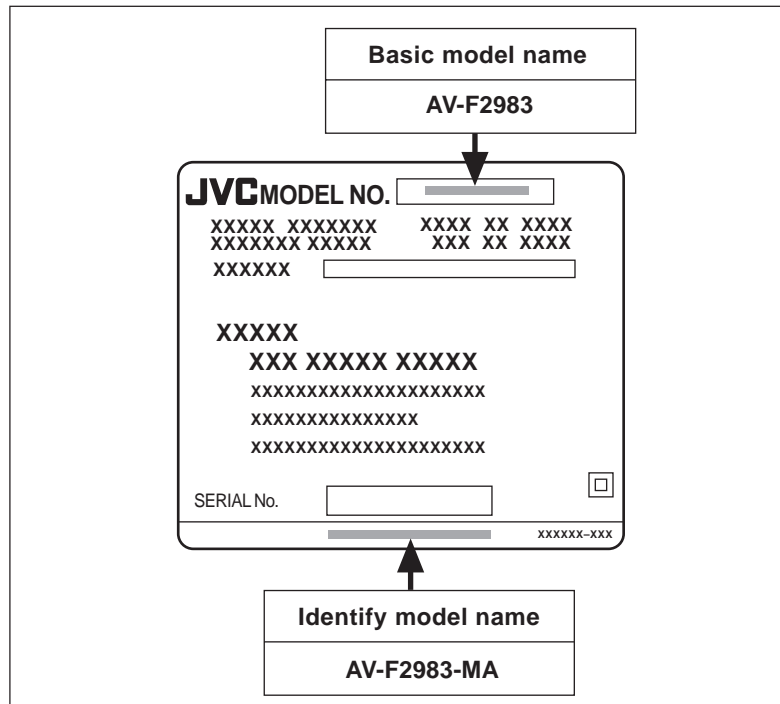 Basic model name
AV-F2983
JVC MODEL NO.
XXXXX XXXXXXX XXXX XX XXXX
XXXXXXX XXXXX XXX XX XXXX
XXXXXX
XXXXX
XXX XXXXX XXXXX
XXXXXXXXXXXXXXXXXXXXX
XXXXXXXXXXXXXXX
XXXXXXXXXXXXXXXXXXXXX
SERIAL No.
XXXXXX–XXX
Identify model name
AV-F2983-MA